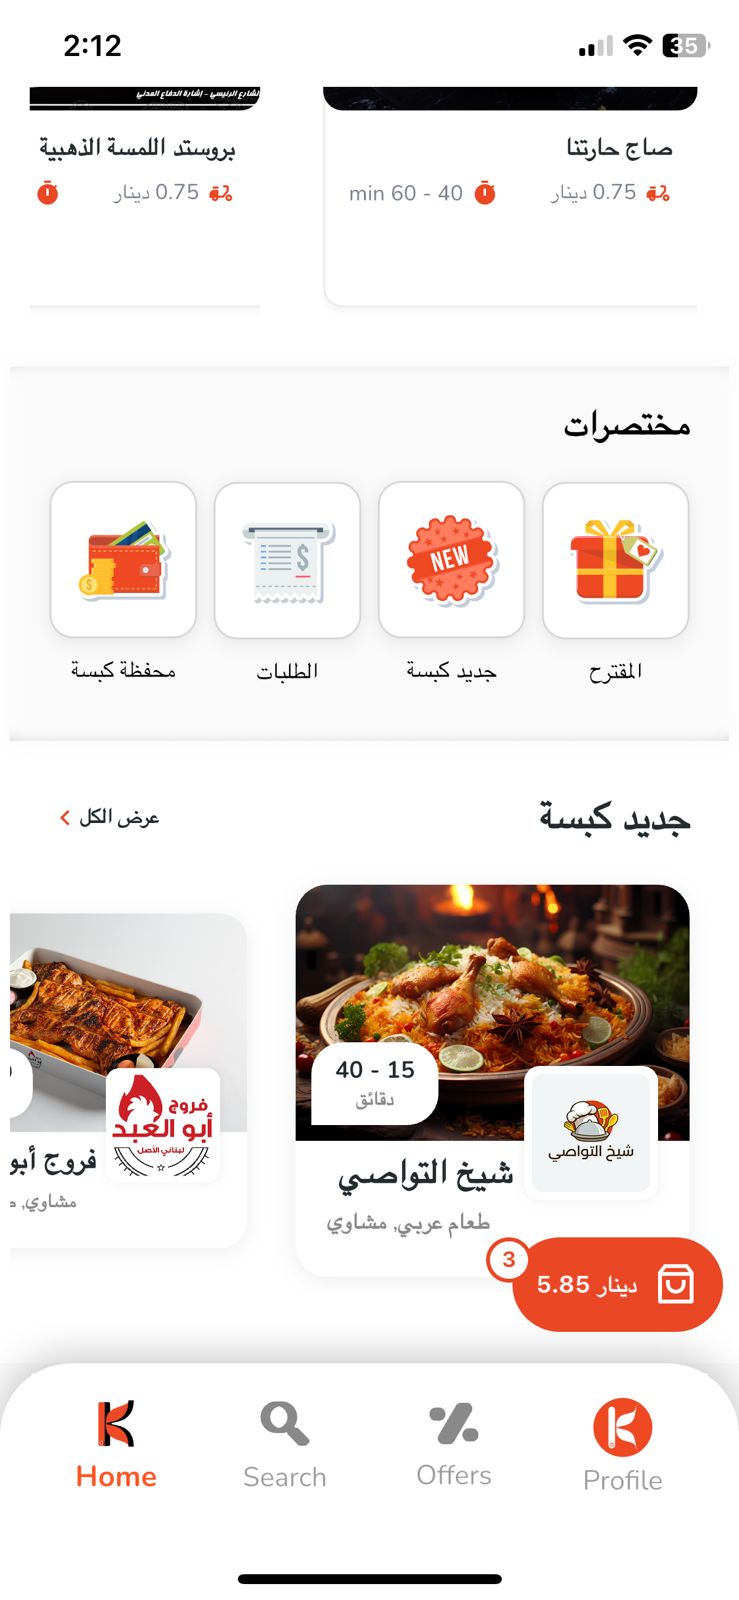 2:12
35
الشارع الرئيسي - إشارة الدفاع المدني
صاج حارتنا
0.75 دينار
40 - 60 min
بروستد اللمسة الذهبية
0.75 دينار
مختصرات
NEW
$
$
المقترح
جديد كبسة
الطلبات
محفظة كبسة
جديد كبسة
عرض الكل
15 - 40
دقائق
شيخ التواصي
شيخ التواصي
طعام عربي, مشاوي
فروج
أبو العبد
لبناني الأصل
فروج أبو
مشاوي,
3
دينار 5.85
Home
Search
Offers
Profile